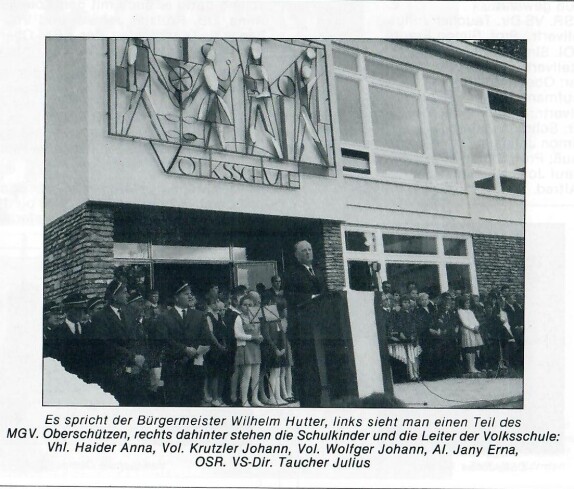 VOLKSSCHULE
Es spricht der Bürgermeister Wilhelm Hutter, links sieht man einen Teil des
MGV. Oberschützen, rechts dahinter stehen die Schulkinder und die Leiter der Volksschule:
Vhl. Haider Anna, Vol. Krutzler Johann, Vol. Wolfger Johann, Al. Jany Erna,
OSR. VS-Dir. Taucher Julius